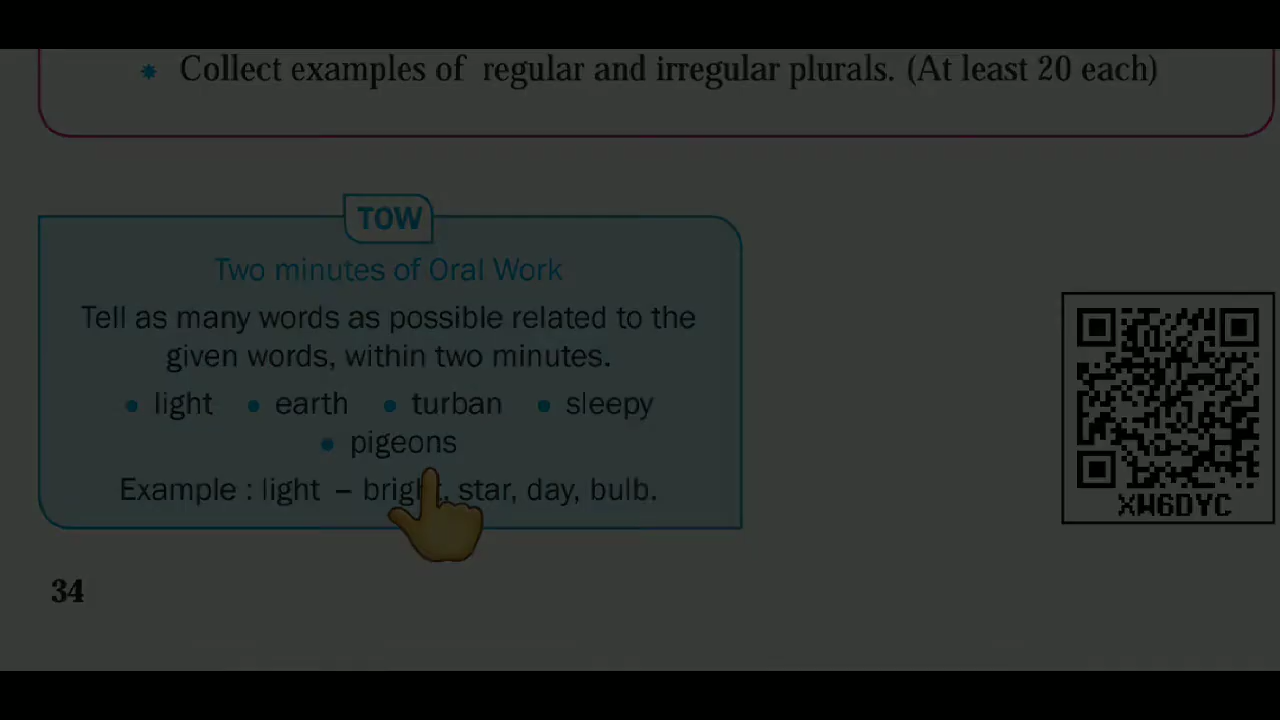 Collect examples of regular and irregular plurals. (At least 20 each)
TOW
Two minutes of Oral Work
Tell as many words as possible related to the
given words, within two minutes.
• light • earth • turban • sleepy
• pigeons
Example : light – bright, star, day, bulb.
XW6DYC
34